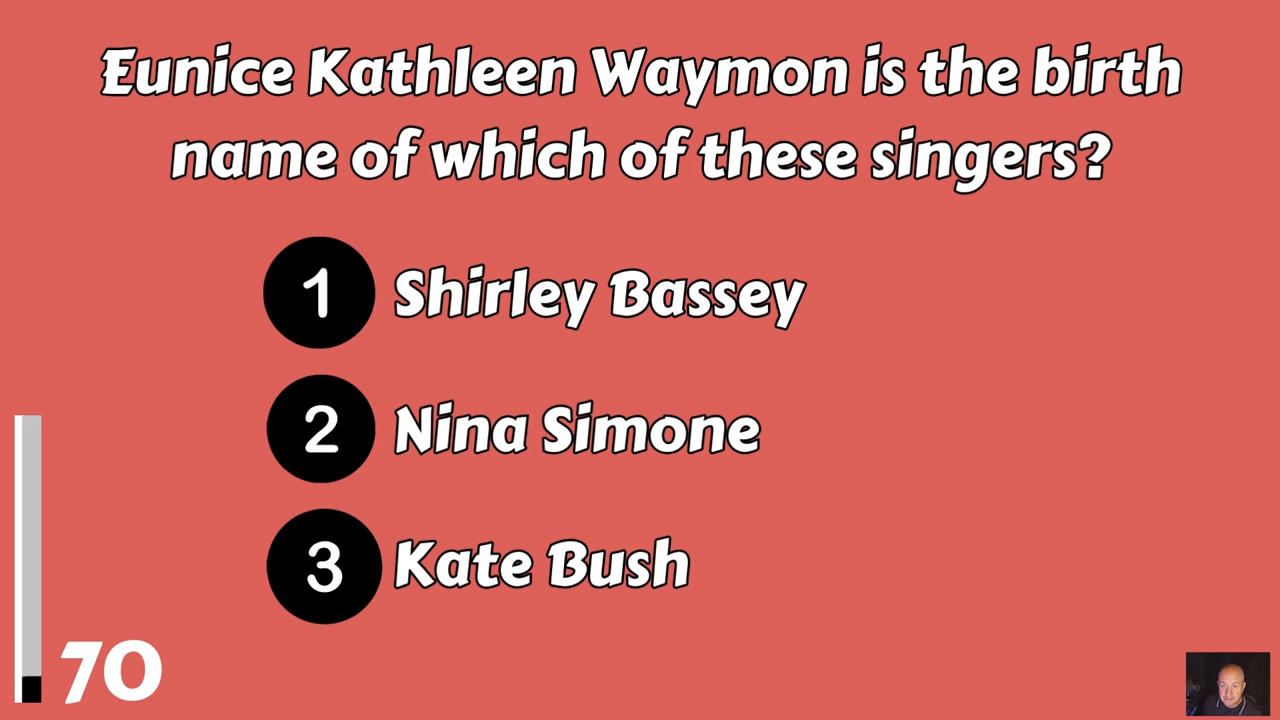 Eunice Kathleen Waymon is the birth
name of which of these singers?
1 Shirley Bassey
2 Nina Simone
3 Kate Bush
70